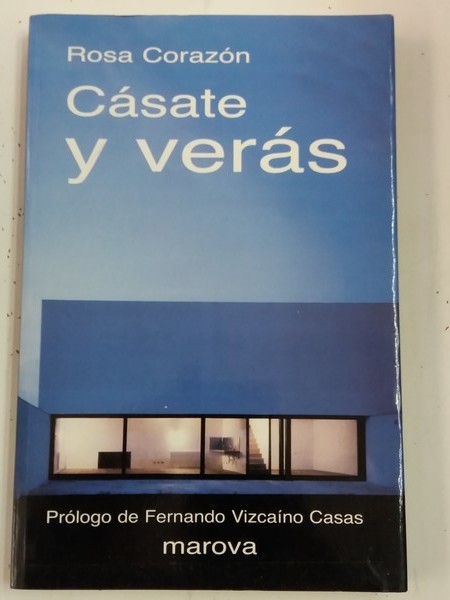 Rosa Corazón
Cásate
y verás
Prólogo de Fernando Vizcaíno Casas
marova